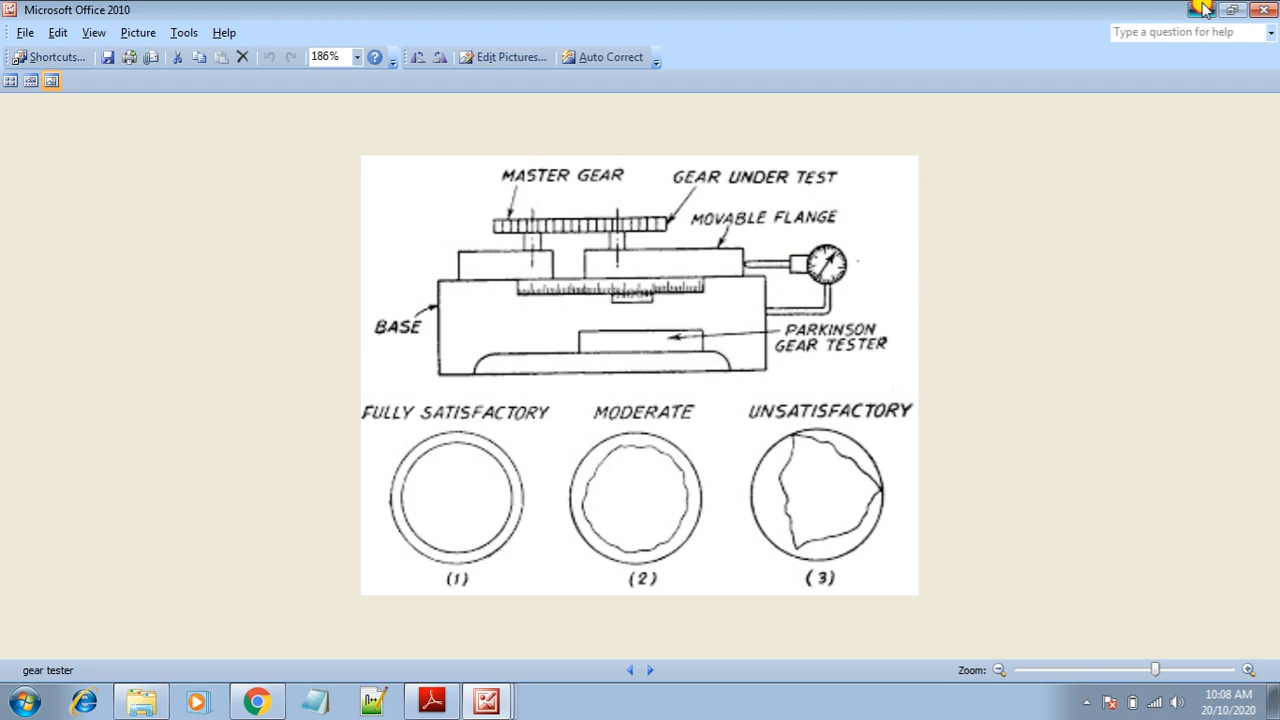 Microsoft Office 2010
File Edit View Picture Tools Help
Type a question for help
Shortcuts... 186% Edit Pictures... Auto Correct
MASTER GEAR
GEAR UNDER TEST
MOVABLE FLANGE
BASE
PARKINSON
GEAR TESTER
FULLY SATISFACTORY MODERATE UNSATISFACTORY
(1) (2) (3)
gear tester
Zoom:
10:08 AM
20/10/2020